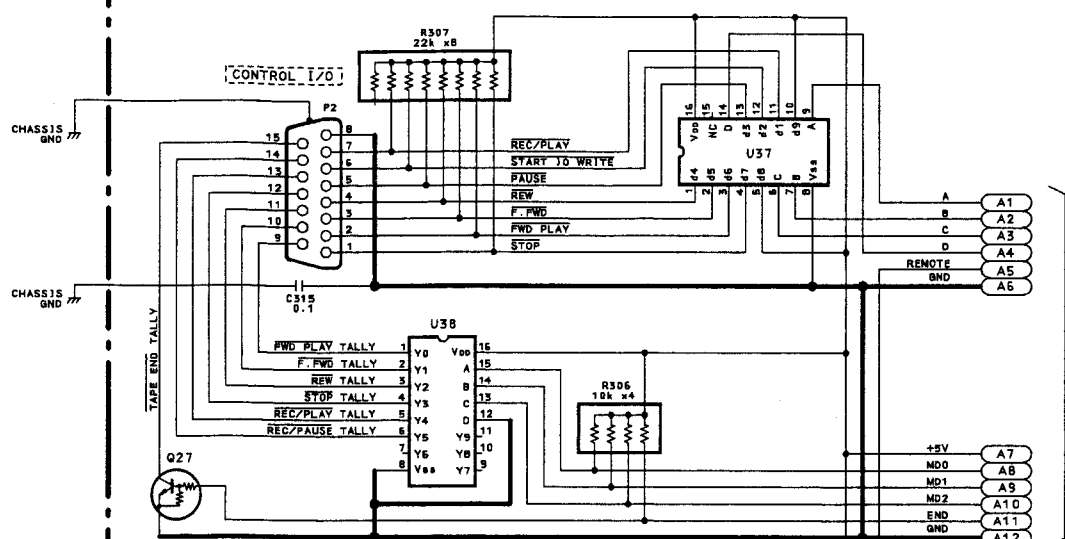 R307
22k x8
CONTROL I/O
P2
CHASSIS
GND
15
14
13
12
11
10
9
8
7
6
5
4
3
2
1
REC/PLAY
START ID WRITE
PAUSE
REW
F.FWD
FWD PLAY
STOP
16 15 14 13 12 11 10 9
VDD NC D d3 d2 d1 d9 A
U37
d4 d5 d6 d7 d8 C B VSS
1 2 3 4 5 6 7 8
A A1
B A2
C A3
D A4
REMOTE A5
GND A6
CHASSIS
GND
C315
0.1
U38
FWD PLAY TALLY 1 Y0 VDD 16
F.FWD TALLY 2 Y1 A 15
REW TALLY 3 Y2 B 14
STOP TALLY 4 Y3 C 13
REC/PLAY TALLY 5 Y4 D 12
REC/PAUSE TALLY 6 Y5 Y9 11
7 Y6 Y8 10
8 VSS Y7 9
TAPE END TALLY
R306
10k x4
Q27
+5V A7
MD0 A8
MD1 A9
MD2 A10
END A11
GND A12